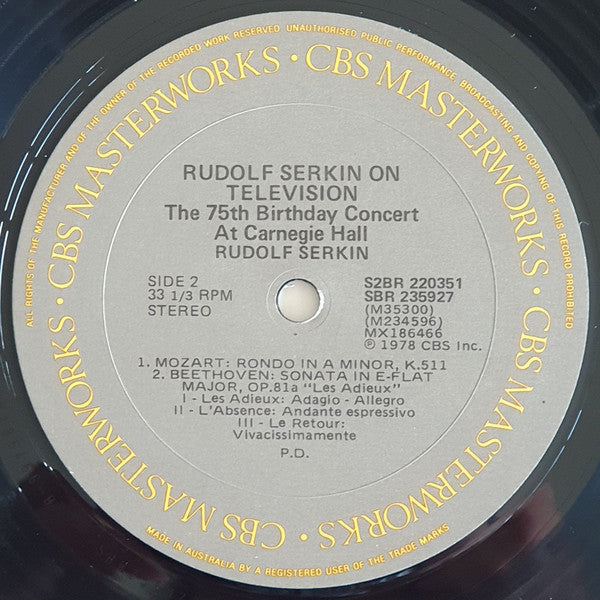 ALL RIGHTS OF THE MANUFACTURER AND OF THE OWNER OF THE RECORDED WORK RESERVED. UNAUTHORISED PUBLIC PERFORMANCE, BROADCASTING AND COPYING OF THIS RECORD PROHIBITED
CBS MASTERWORKS · CBS MASTERWORKS · CBS MASTERWORKS · CBS MASTERWORKS ·
RUDOLF SERKIN ON
TELEVISION
The 75th Birthday Concert
At Carnegie Hall
RUDOLF SERKIN
SIDE 2
33 1/3 RPM
STEREO
S2BR 220351
SBR 235927
(M35300)
(M234596)
MX186466
℗ 1978 CBS Inc.
1. MOZART: RONDO IN A MINOR, K.511
2. BEETHOVEN: SONATA IN E-FLAT
MAJOR, OP.81a "Les Adieux"
I - Les Adieux: Adagio - Allegro
II - L'Absence: Andante espressivo
III - Le Retour:
Vivacissimamente
P.D.
MADE IN AUSTRALIA BY A REGISTERED USER OF THE TRADE MARKS